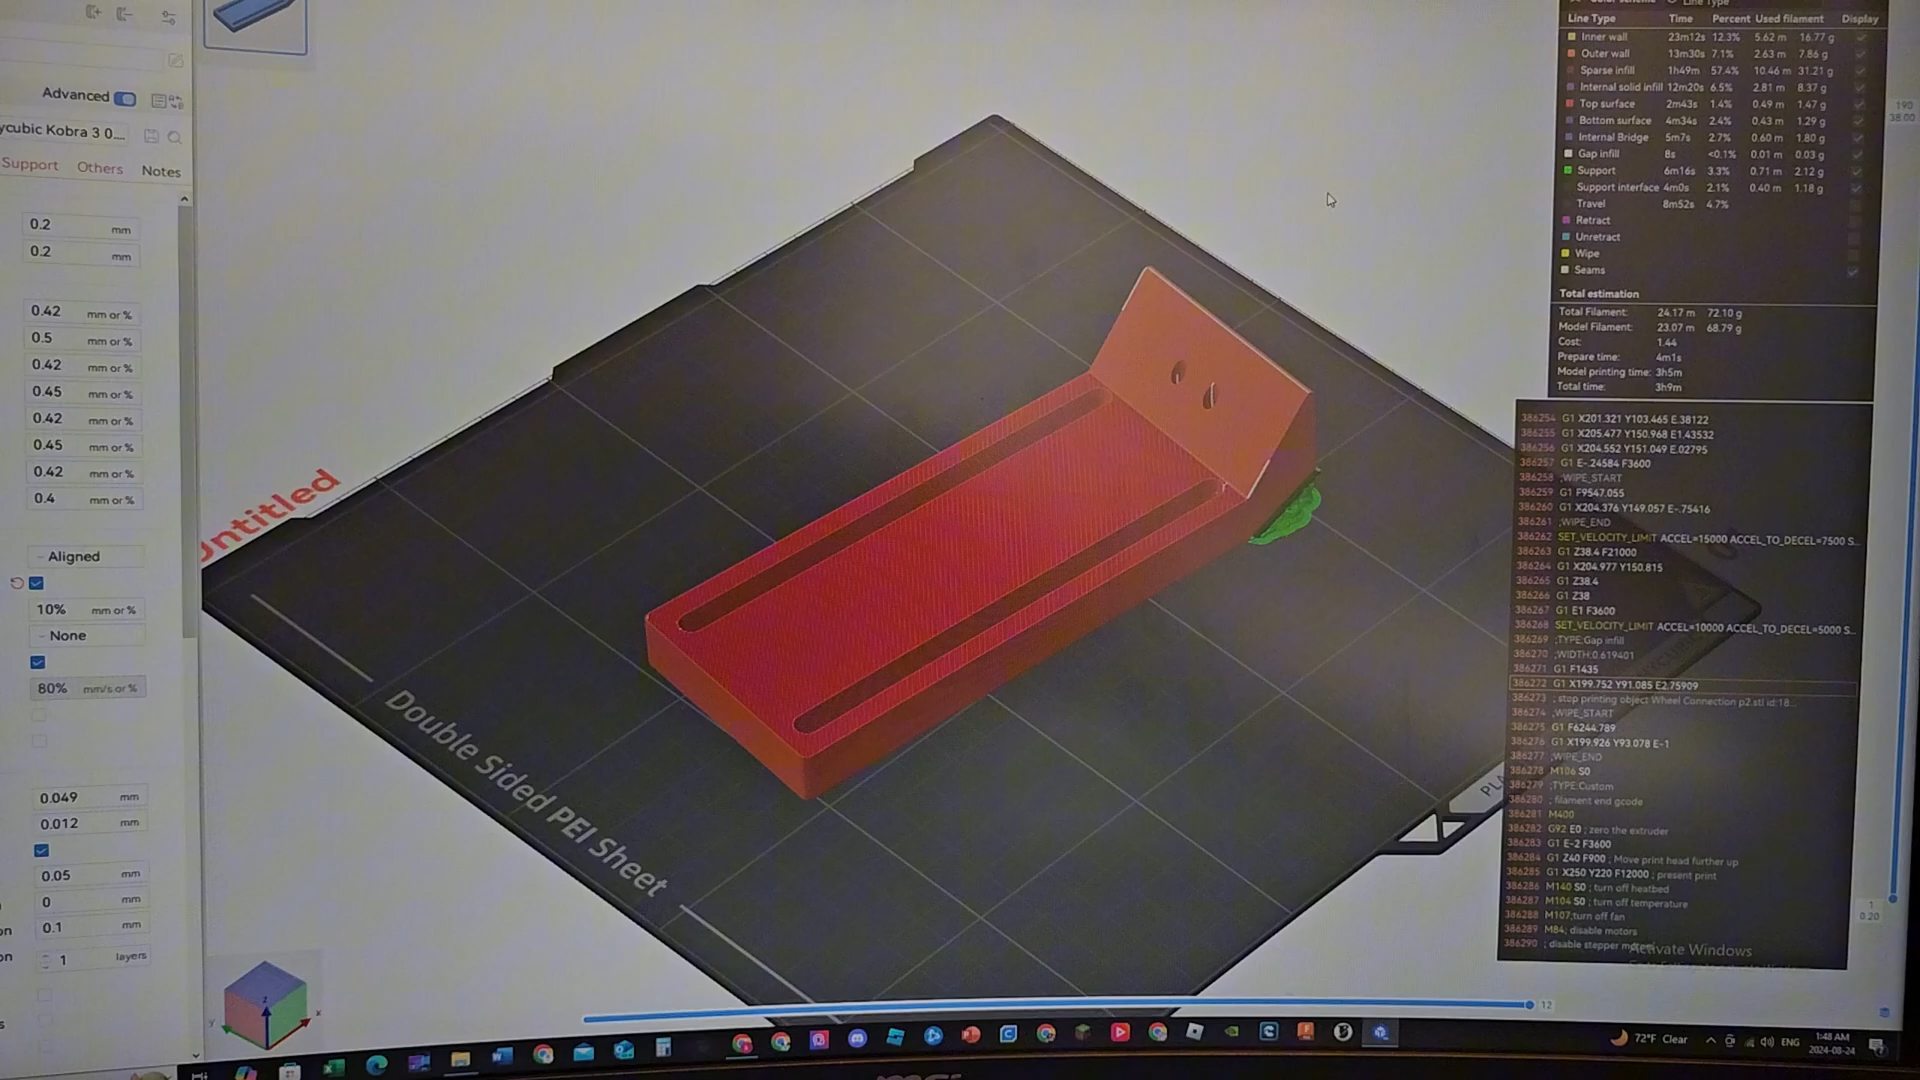 Advanced
ycubic Kobra 3 0....
Support Others Notes
0.2 mm
0.2 mm
0.42 mm or %
0.5 mm or %
0.42 mm or %
0.45 mm or %
0.42 mm or %
0.45 mm or %
0.42 mm or %
0.4 mm or %
Aligned
10% mm or %
None
80% mm/s or %
0.049 mm
0.012 mm
0.05 mm
0 mm
on 0.1 mm
on 1 layers
Untitled
Double Sided PEI Sheet
Line Type
Line Type Time Percent Used filament Display
Inner wall 23m12s 12.3% 5.62 m 16.77 g
Outer wall 13m30s 7.1% 2.63 m 7.86 g
Sparse infill 1h49m 57.4% 10.46 m 31.21 g
Internal solid infill 12m20s 6.5% 2.81 m 8.37 g
Top surface 2m43s 1.4% 0.49 m 1.47 g
Bottom surface 4m34s 2.4% 0.43 m 1.29 g
Internal Bridge 5m7s 2.7% 0.60 m 1.80 g
Gap infill 8s <0.1% 0.01 m 0.03 g
Support 6m16s 3.3% 0.71 m 2.12 g
Support interface 4m0s 2.1% 0.40 m 1.18 g
Travel 8m52s 4.7%
Retract
Unretract
Wipe
Seams
Total estimation
Total Filament: 24.17 m 72.10 g
Model Filament: 23.07 m 68.79 g
Cost: 1.44
Prepare time: 4m1s
Model printing time: 3h5m
Total time: 3h9m
190
38.00
386254 G1 X201.321 Y103.465 E.38122
386255 G1 X205.477 Y150.968 E1.43532
386256 G1 X204.552 Y151.049 E.02795
386257 G1 E-.24584 F3600
386258 ;WIPE_START
386259 G1 F9547.055
386260 G1 X204.376 Y149.057 E-.75416
386261 ;WIPE_END
386262 SET_VELOCITY_LIMIT ACCEL=15000 ACCEL_TO_DECEL=7500 S...
386263 G1 Z38.4 F21000
386264 G1 X204.977 Y150.815
386265 G1 Z38.4
386266 G1 Z38
386267 G1 E1 F3600
386268 SET_VELOCITY_LIMIT ACCEL=10000 ACCEL_TO_DECEL=5000 S...
386269 ;TYPE:Gap infill
386270 ;WIDTH:0.619401
386271 G1 F1435
386272 G1 X199.752 Y91.085 E2.75909
386273 ; stop printing object Wheel Connection p2.stl id:18...
386274 ;WIPE_START
386275 G1 F6244.789
386276 G1 X199.926 Y93.078 E-1
386277 ;WIPE_END
386278 M106 S0
386279 ;TYPE:Custom
386280 ; filament end gcode
386281 M400
386282 G92 E0 ; zero the extruder
386283 G1 E-2 F3600
386284 G1 Z40 F900 ; Move print head further up
386285 G1 X250 Y220 F12000 ; present print
386286 M140 S0 ; turn off heatbed
386287 M104 S0 ; turn off temperature
386288 M107;turn off fan
386289 M84; disable motors
386290 ; disable stepper motors
Activate Windows
1
0.20
PLA
12
z
y
x
72°F Clear
ENG
1:48 AM
2024-08-24